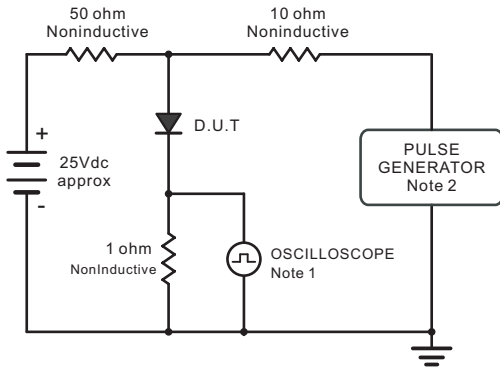 50 ohm
Noninductive
10 ohm
Noninductive
+
25Vdc
approx
-
D.U.T
PULSE
GENERATOR
Note 2
1 ohm
NonInductive
OSCILLOSCOPE
Note 1